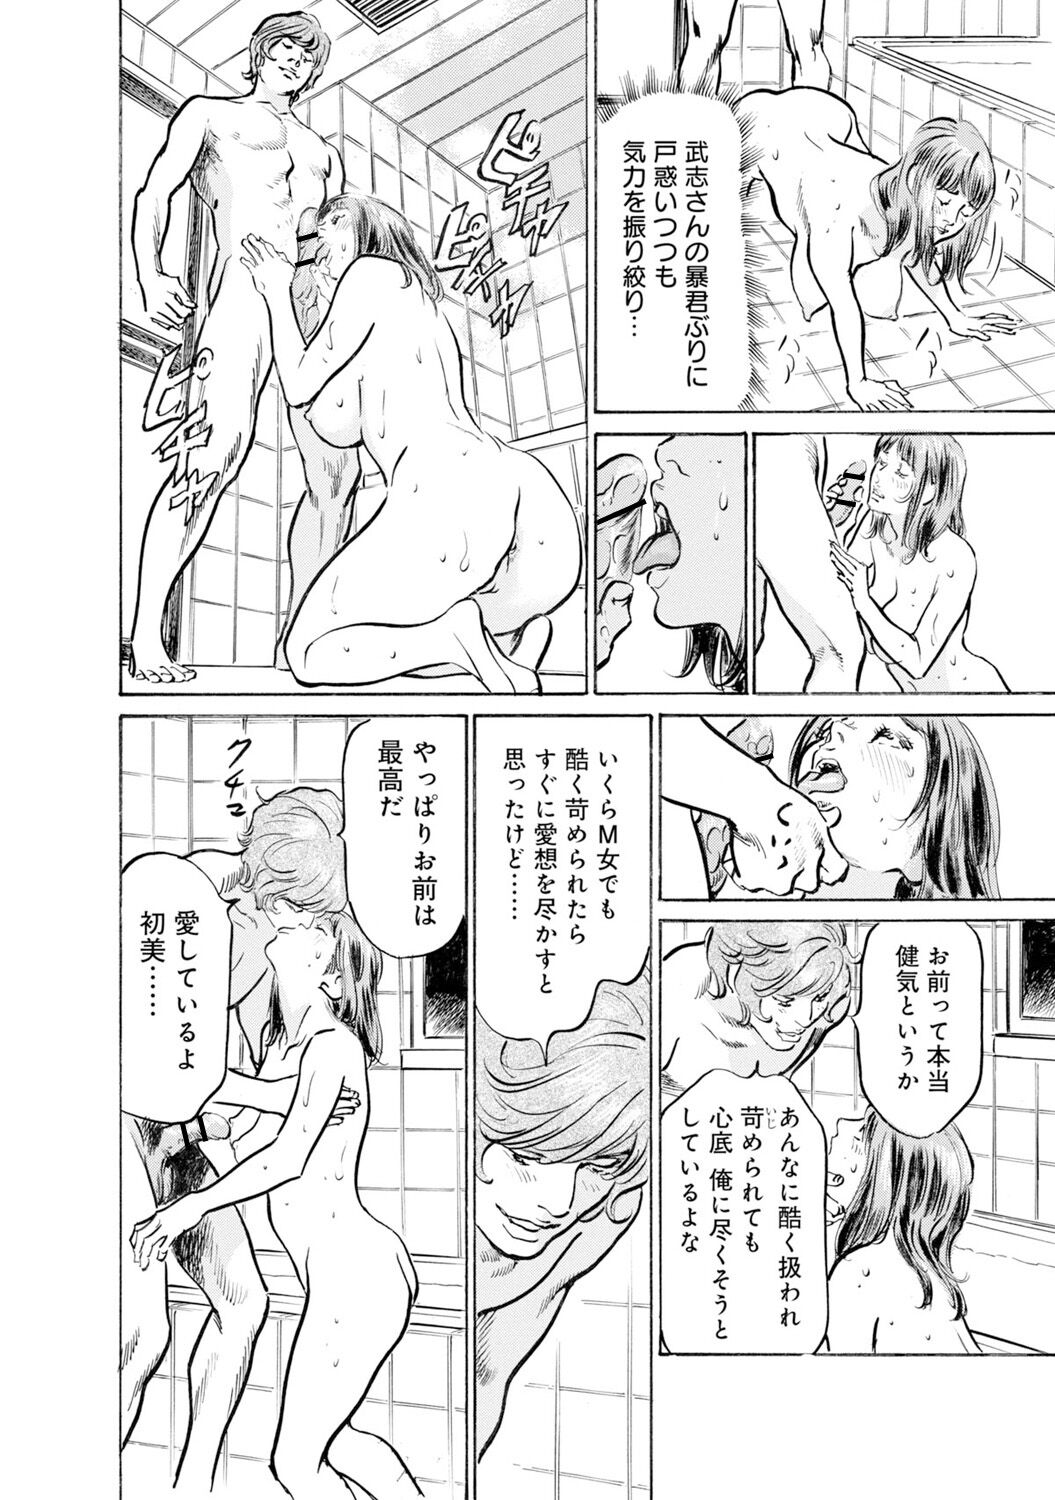 武志さんの暴君ぶりに
戸惑いつつも
気力を振り絞り…
ピチャ
ピチャ
ピチャ
お前って本当
健気というか
あんなに酷く扱われ
苛められても
いじ
心底 俺に尽くそうと
しているよな
いくらM女でも
酷く苛められたら
すぐに愛想を尽かすと
思ったけど……
やっぱりお前は
最高だ
クチュ
愛しているよ
初美……